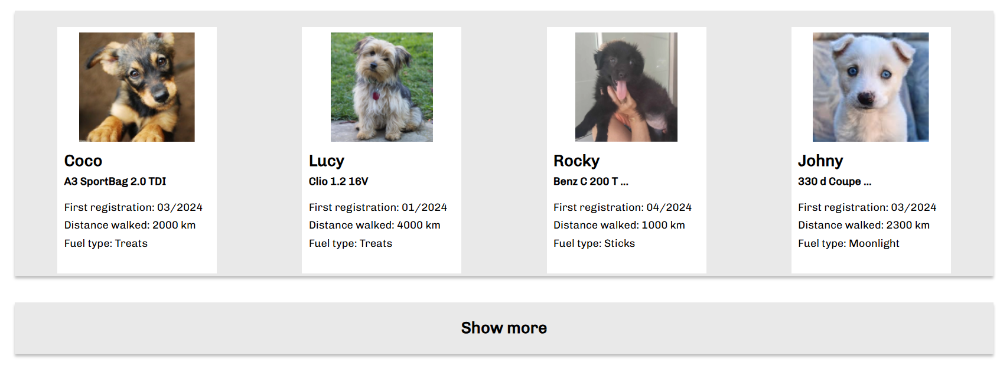 Coco
A3 SportBag 2.0 TDI
First registration: 03/2024
Distance walked: 2000 km
Fuel type: Treats
Lucy
Clio 1.2 16V
First registration: 01/2024
Distance walked: 4000 km
Fuel type: Treats
Rocky
Benz C 200 T ...
First registration: 04/2024
Distance walked: 1000 km
Fuel type: Sticks
Johny
330 d Coupe ...
First registration: 03/2024
Distance walked: 2300 km
Fuel type: Moonlight
Show more